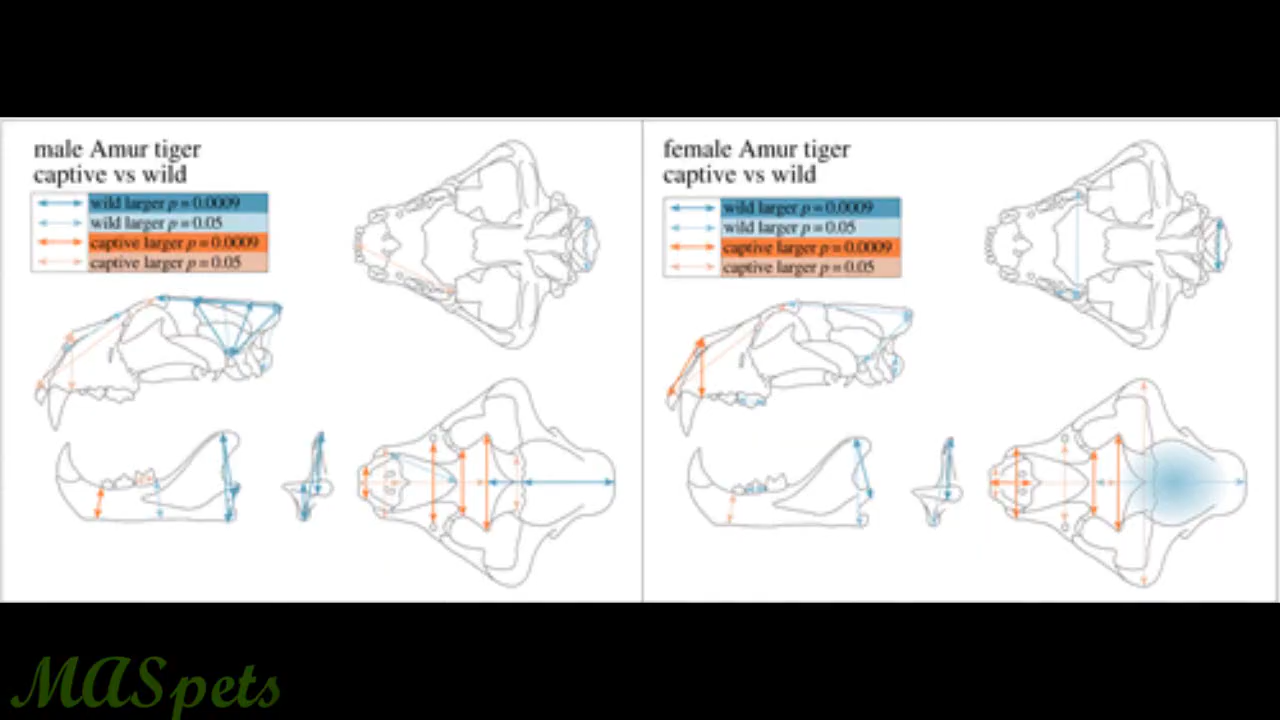 male Amur tiger
captive vs wild
wild larger p = 0.0009
wild larger p = 0.05
captive larger p = 0.0009
captive larger p = 0.05
female Amur tiger
captive vs wild
wild larger p = 0.0009
wild larger p = 0.05
captive larger p = 0.0009
captive larger p = 0.05
MASpets